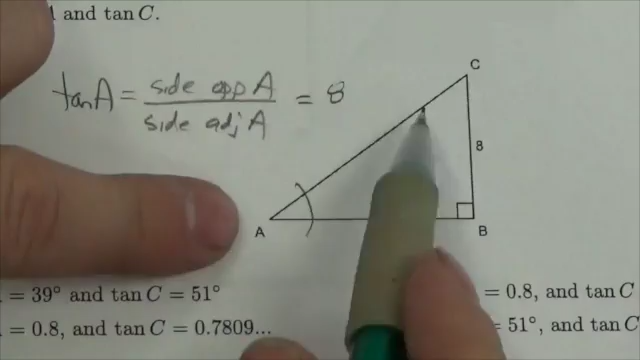 and tan C.
tan A = side opp A / side adj A = 8
C
8
A
B
= 39° and tan C = 51°
= 0.8, and tan C
= 0.8, and tan C = 0.7809...
= 51°, and tan